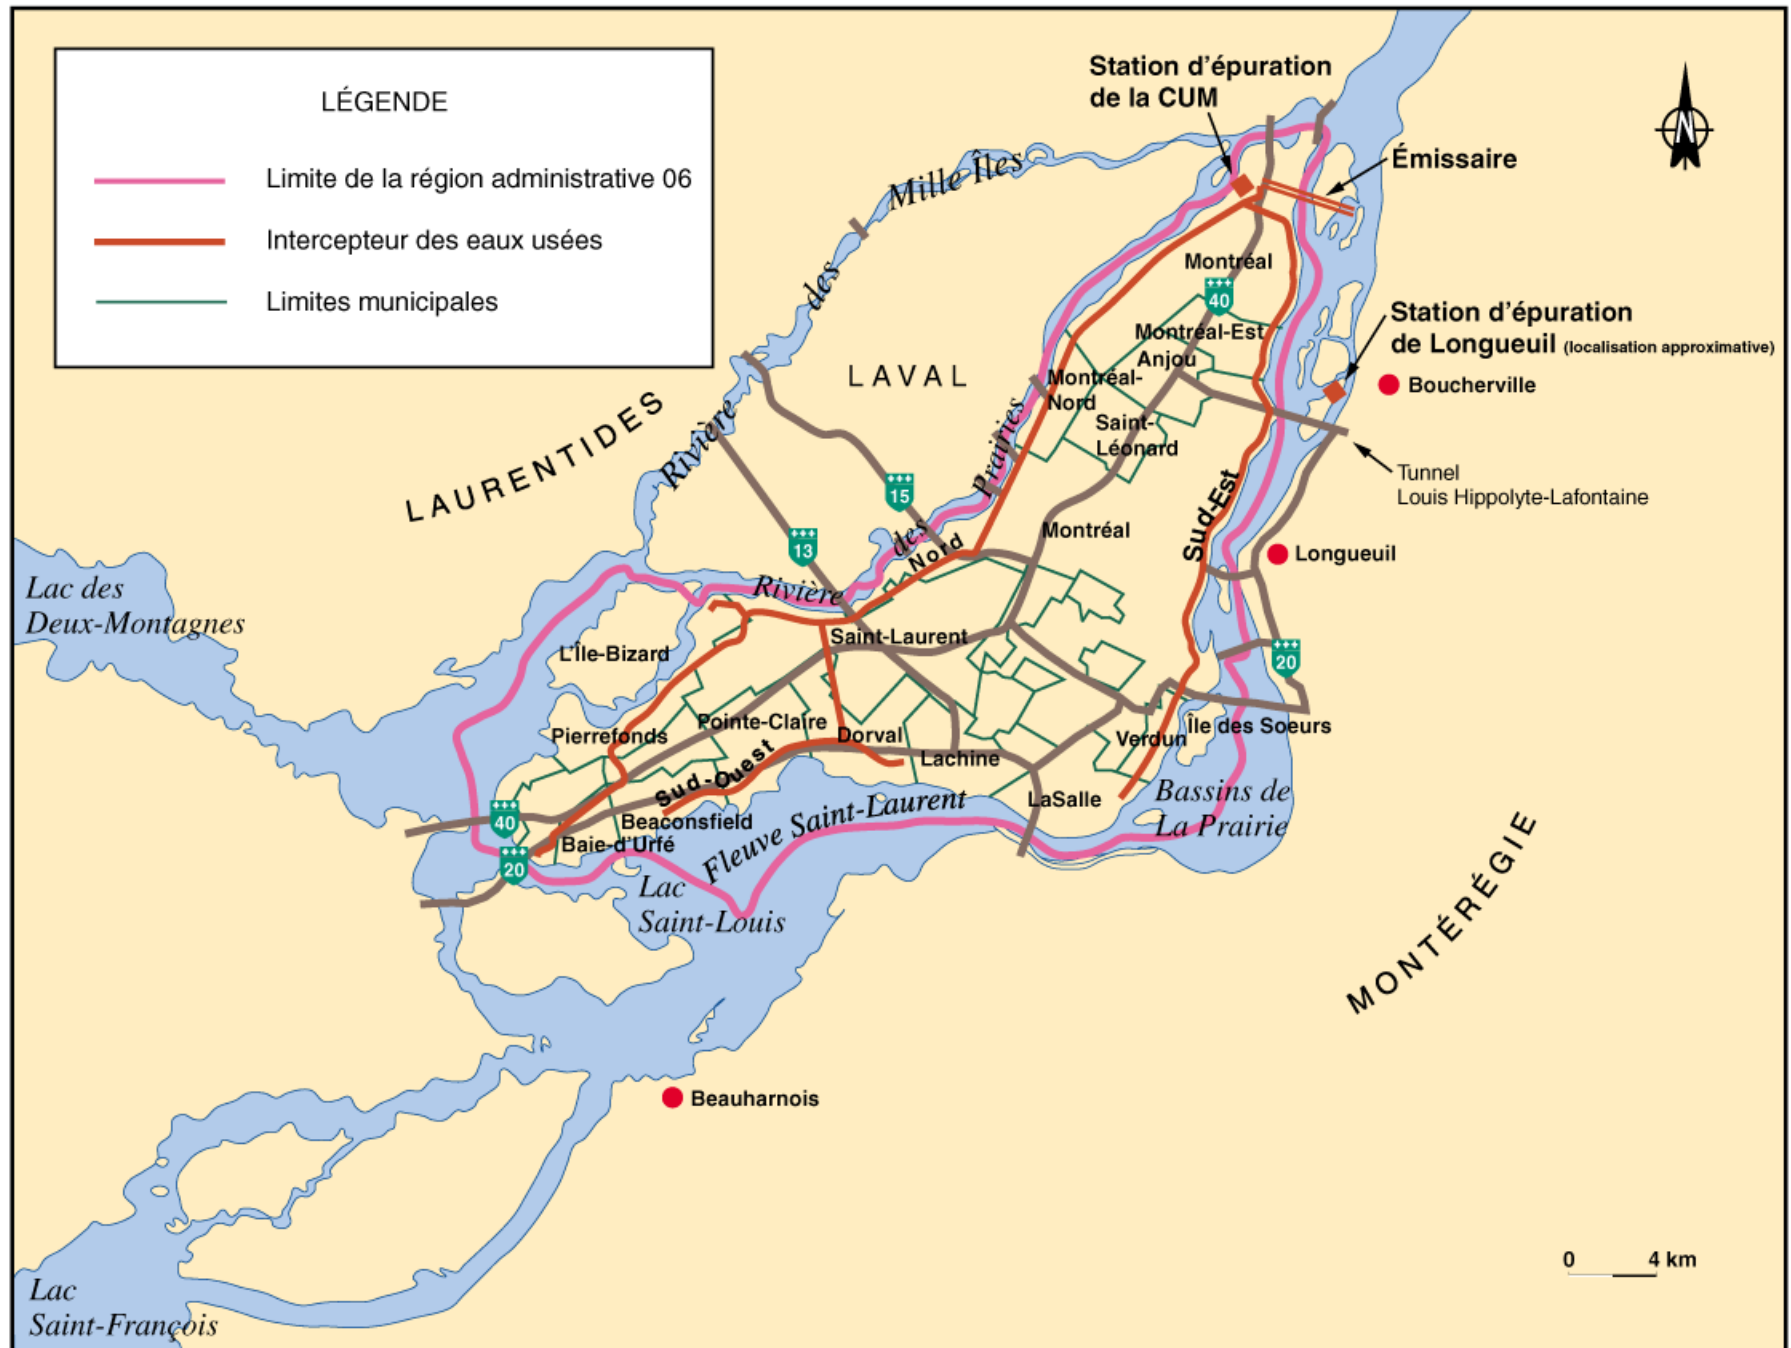 LÉGENDE
Limite de la région administrative 06
Intercepteur des eaux usées
Limites municipales
Station d'épuration
de la CUM
N
Émissaire
Rivière des Mille Îles
Montréal
40
Station d'épuration
de Longueuil (localisation approximative)
Boucherville
Montréal-Est
Anjou
LAVAL
Montréal-
Nord
Saint-
Léonard
LAURENTIDES
Tunnel
Louis Hippolyte-Lafontaine
15
13
Rivière des Prairies
Nord
Montréal
Sud-Est
Longueuil
Lac des
Deux-Montagnes
L'Île-Bizard
Saint-Laurent
20
Pierrefonds
Pointe-Claire
Dorval
Lachine
Verdun
Île des Soeurs
Sud-Ouest
LaSalle
Bassins de
La Prairie
40
Beaconsfield
Baie-d'Urfé
20
Fleuve Saint-Laurent
Lac
Saint-Louis
MONTÉRÉGIE
Beauharnois
0 4 km
Lac
Saint-François